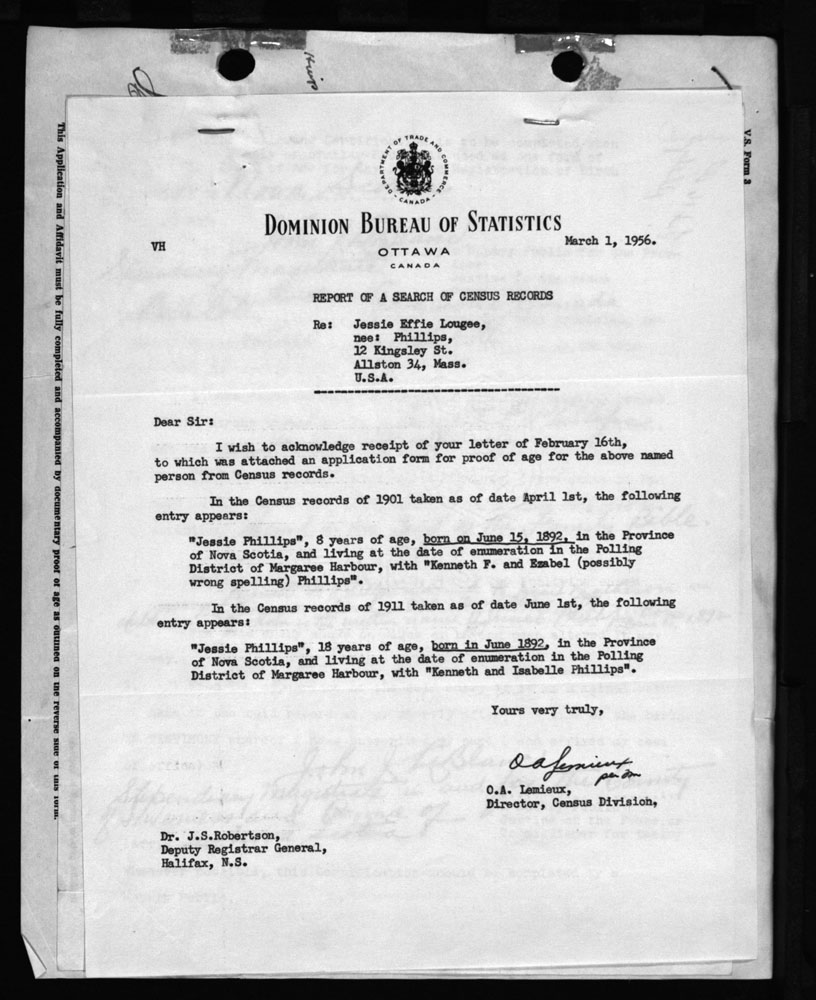 V.S. Form 3
This Application and Affidavit must be fully completed and accompanied by documentary proof of age as outlined on the reverse side of this form.
DEPARTMENT OF TRADE AND COMMERCE
CANADA
DOMINION BUREAU OF STATISTICS
VH
March 1, 1956.
OTTAWA
CANADA
REPORT OF A SEARCH OF CENSUS RECORDS
Re: Jessie Effie Lougee,
nee: Phillips,
12 Kingsley St.
Allston 34, Mass.
U.S.A.
Dear Sir:
I wish to acknowledge receipt of your letter of February 16th,
to which was attached an application form for proof of age for the above named
person from Census records.
In the Census records of 1901 taken as of date April 1st, the following
entry appears:
"Jessie Phillips", 8 years of age, born on June 15, 1892, in the Province
of Nova Scotia, and living at the date of enumeration in the Polling
District of Margaree Harbour, with "Kenneth F. and Ezabel (possibly
wrong spelling) Phillips".
In the Census records of 1911 taken as of date June 1st, the following
entry appears:
"Jessie Phillips", 18 years of age, born in June 1892, in the Province
of Nova Scotia, and living at the date of enumeration in the Polling
District of Margaree Harbour, with "Kenneth and Isabelle Phillips".
Yours very truly,
O A Lemieux
per
O.A. Lemieux,
Director, Census Division,
Dr. J.S.Robertson,
Deputy Registrar General,
Halifax, N.S.